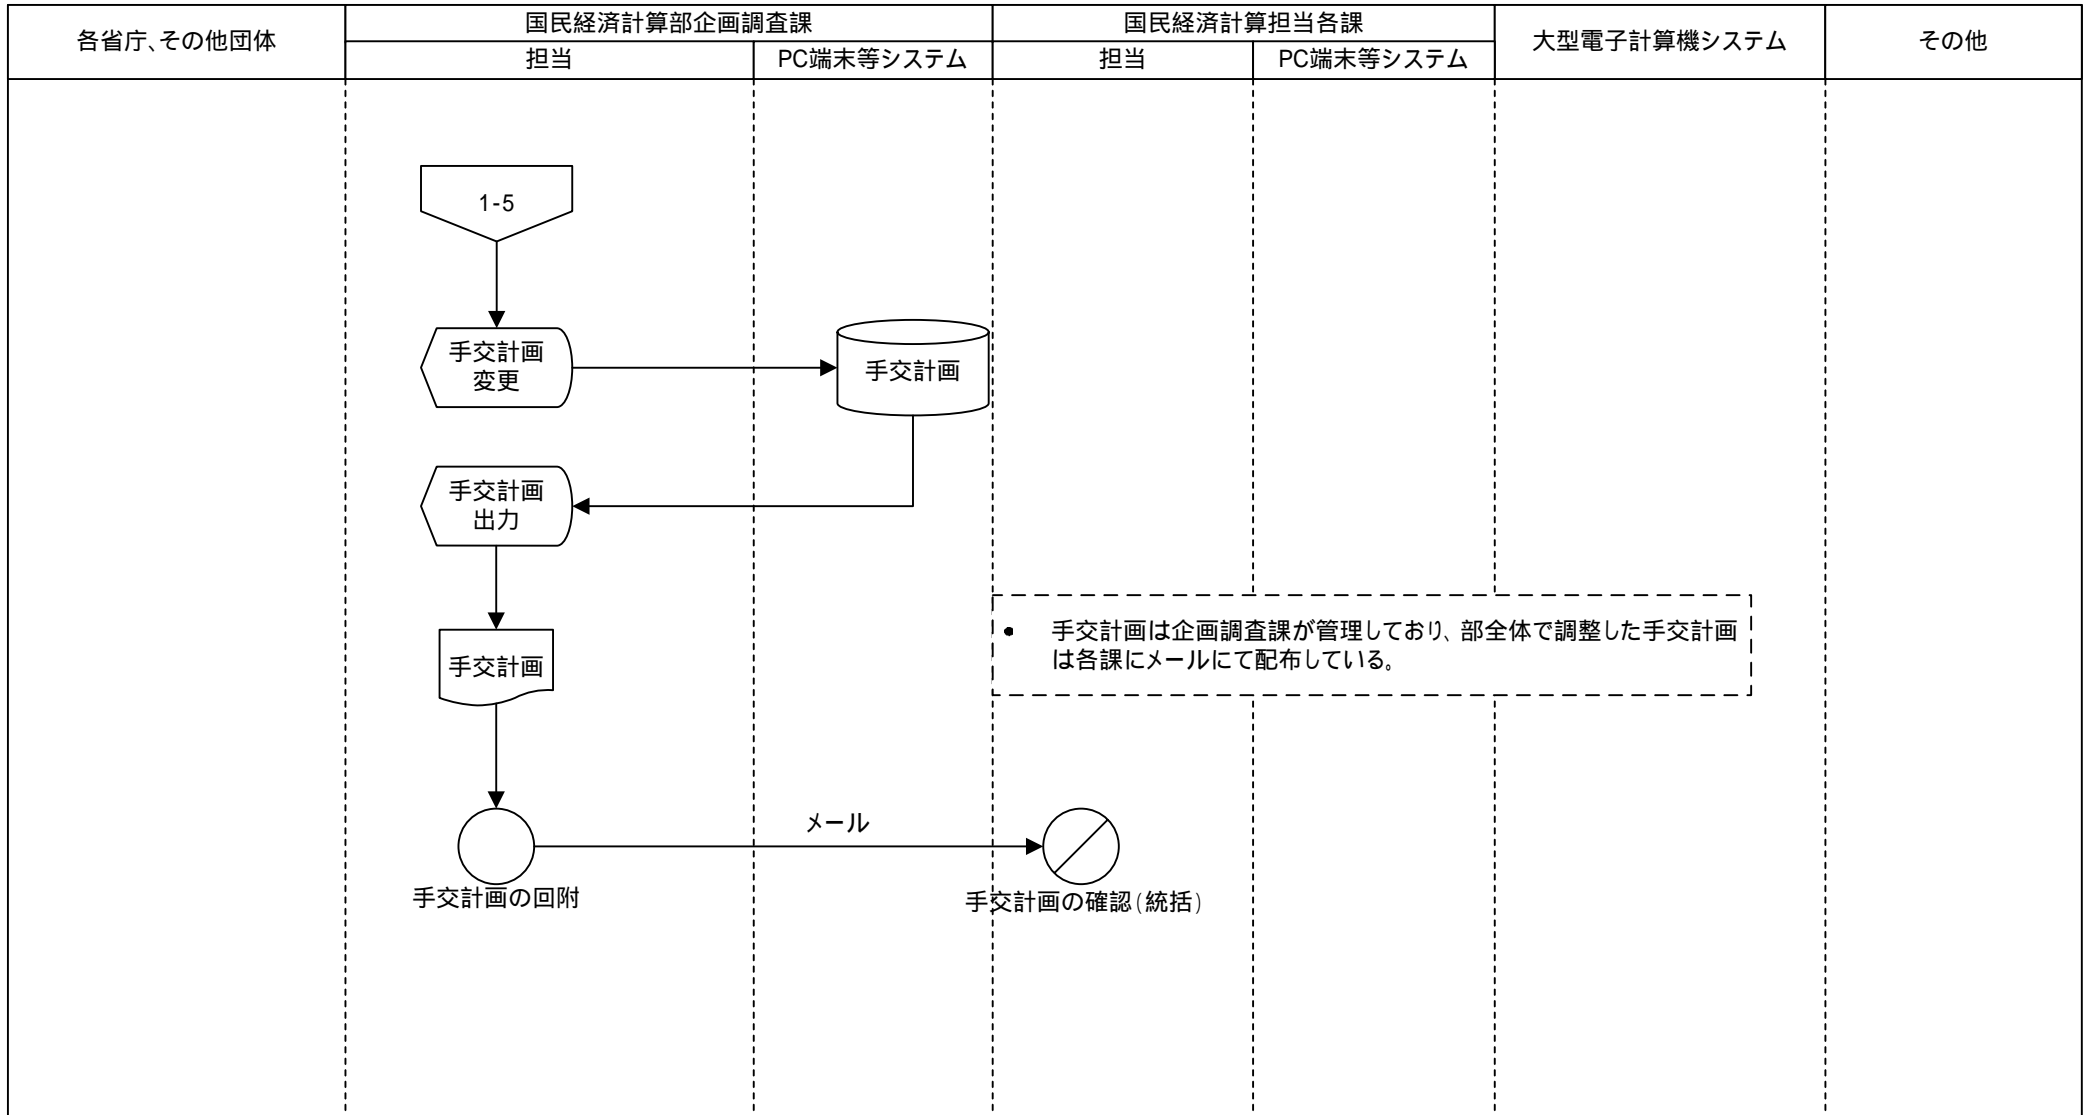 各省庁､その他団体
国民経済計算部企画調査課
国民経済計算担当各課
大型電子計算機システム
その他
担当
PC端末等システム
担当
PC端末等システム
1-5
手交計画
変更
手交計画
手交計画
出力
手交計画
• 手交計画は企画調査課が管理しており、部全体で調整した手交計画
は各課にメールにて配布している。
メール
手交計画の回附
手交計画の確認(統括)